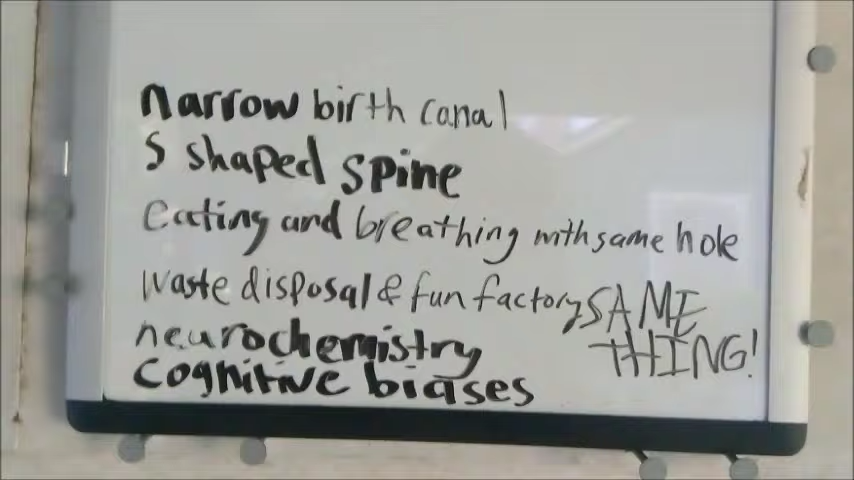 narrow birth canal
S shaped spine
eating and breathing with same hole
waste disposal & fun factory SAME THING!
neurochemistry
cognitive biases